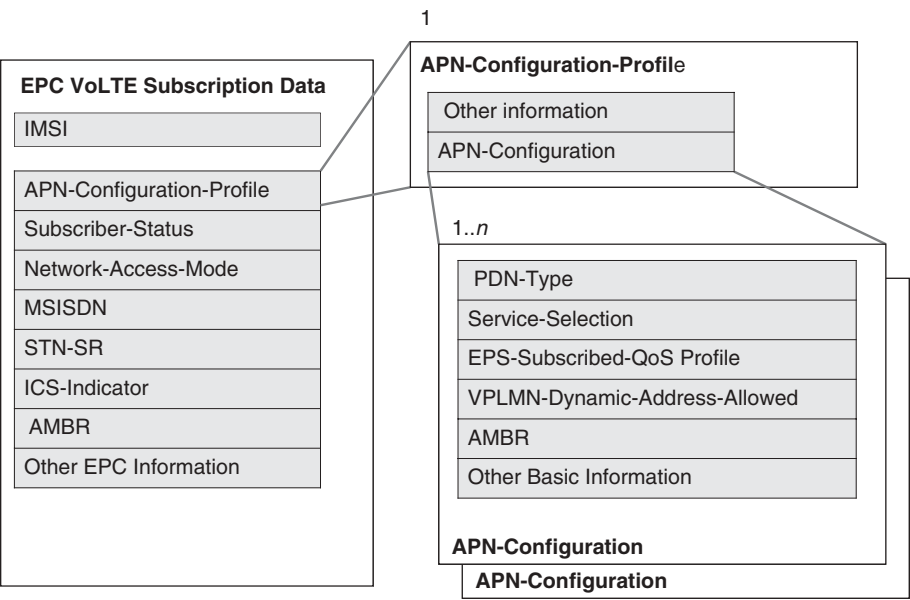 EPC VoLTE Subscription Data
IMSI
APN-Configuration-Profile
Subscriber-Status
Network-Access-Mode
MSISDN
STN-SR
ICS-Indicator
AMBR
Other EPC Information
1
APN-Configuration-Profile
Other information
APN-Configuration
1..n
PDN-Type
Service-Selection
EPS-Subscribed-QoS Profile
VPLMN-Dynamic-Address-Allowed
AMBR
Other Basic Information
APN-Configuration
APN-Configuration